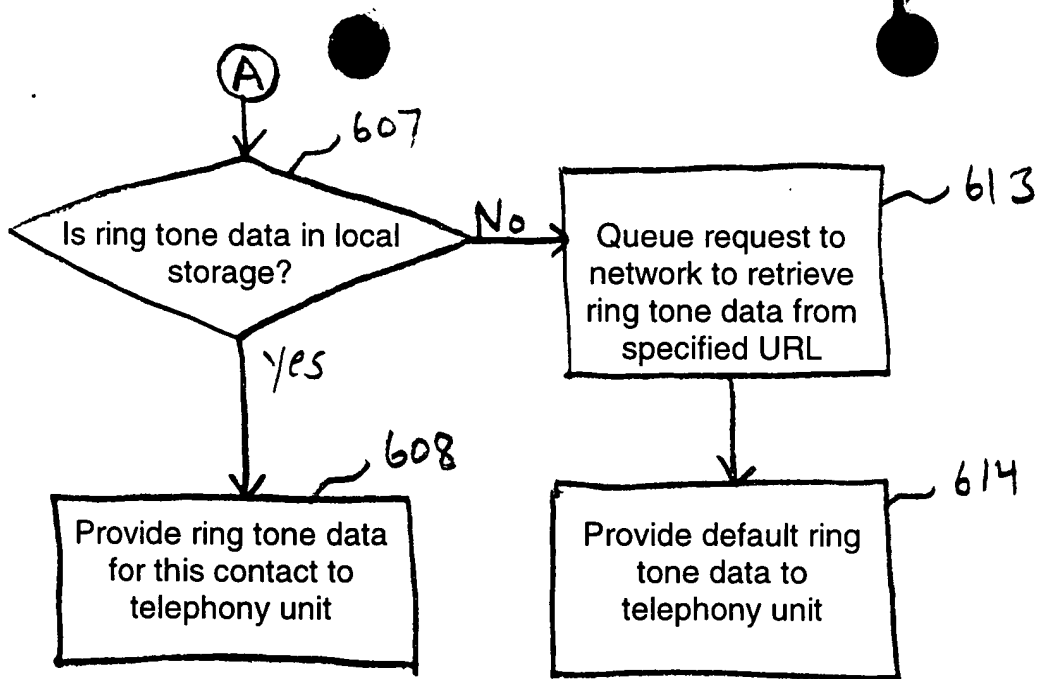 A
607
Is ring tone data in local
storage?
No
613
Queue request to
network to retrieve
ring tone data from
specified URL
yes
608
Provide ring tone data
for this contact to
telephony unit
614
Provide default ring
tone data to
telephony unit